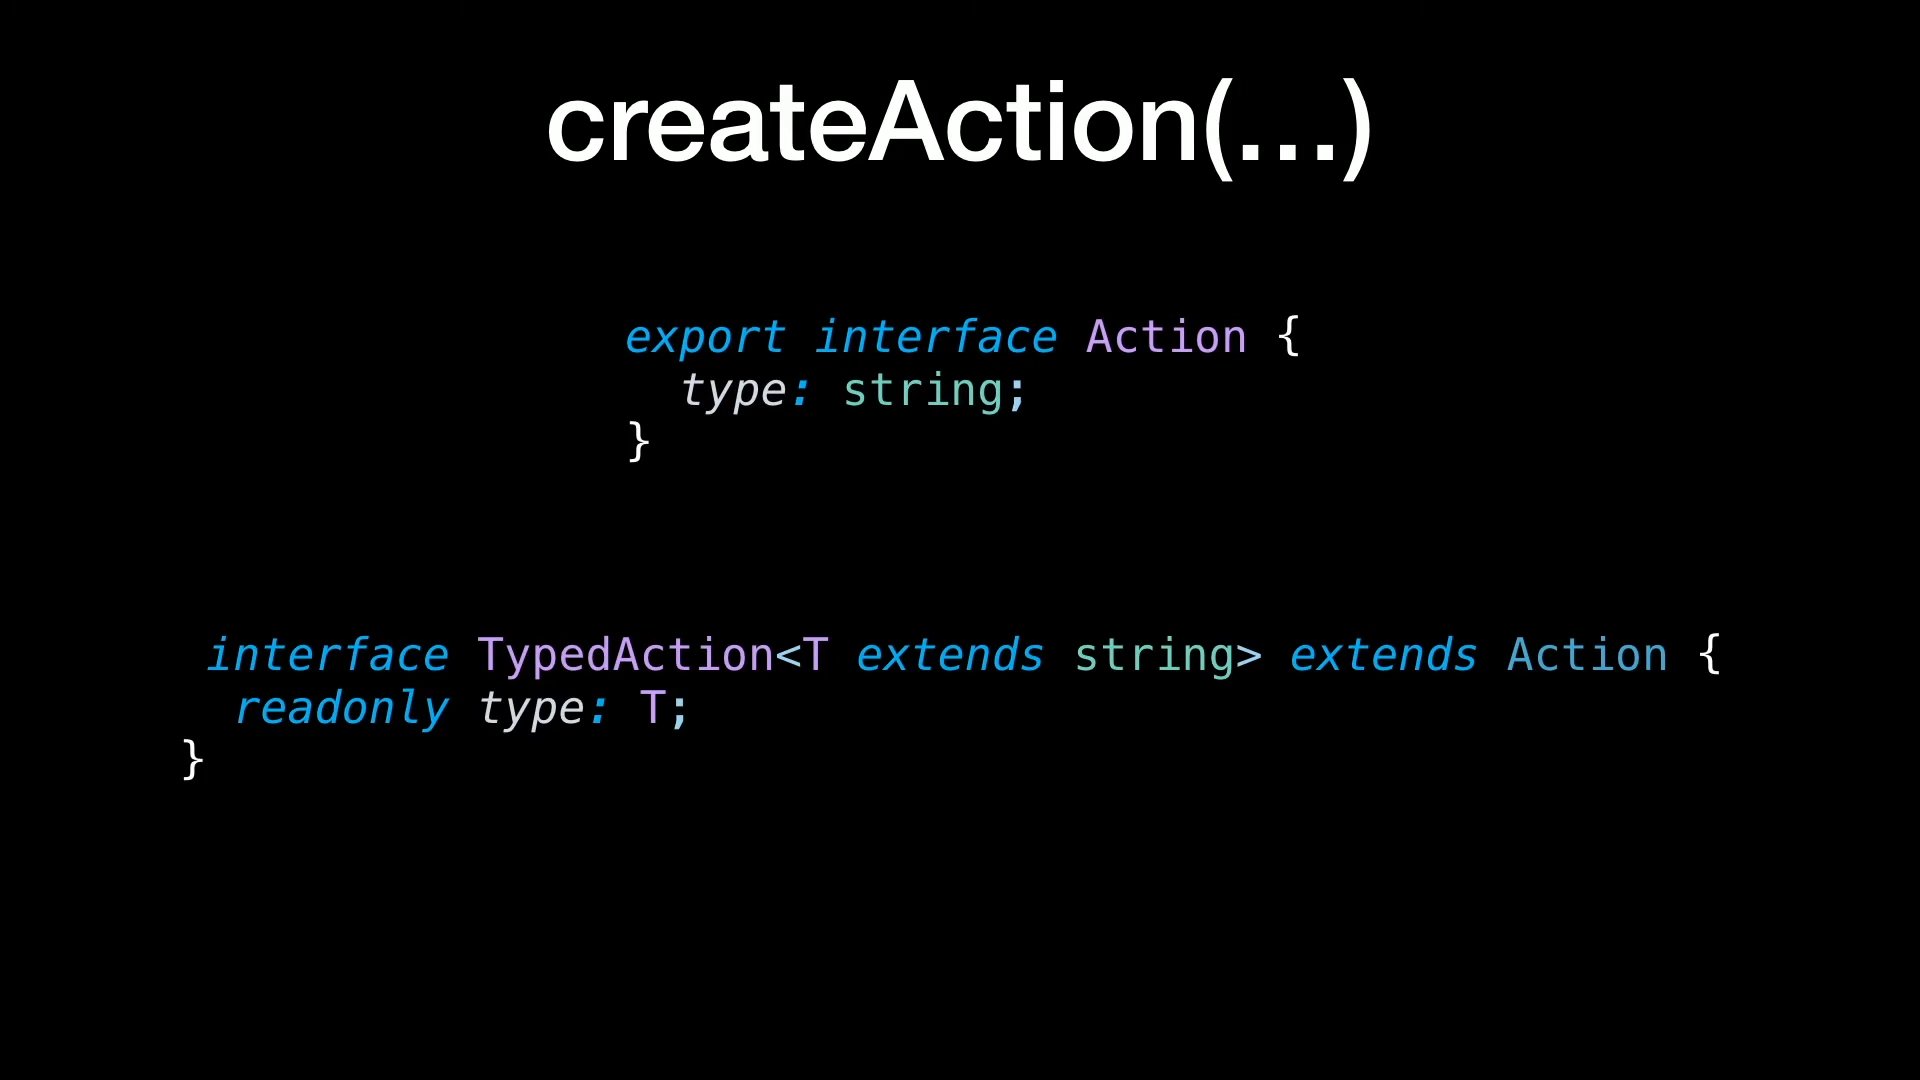 createAction(...)
export interface Action {
type: string;
}
interface TypedAction<T extends string> extends Action {
readonly type: T;
}